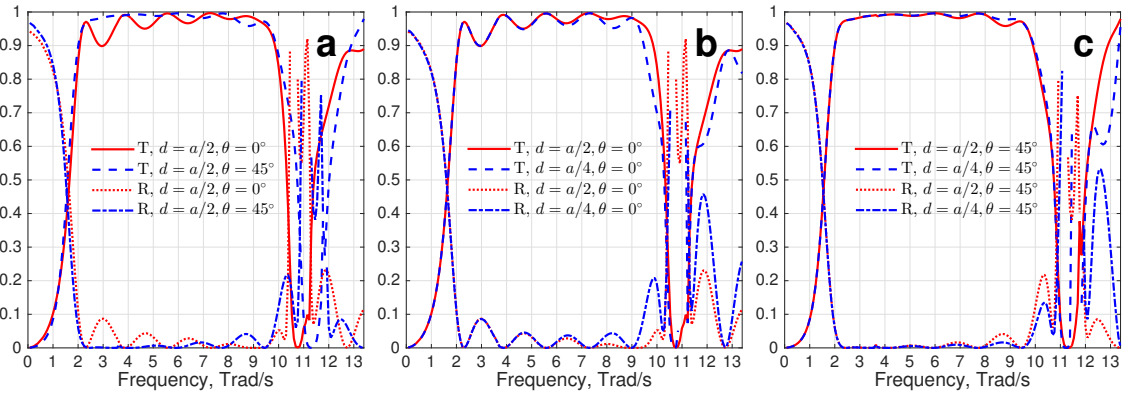 1
0.9
0.8
0.7
0.6
0.5
0.4
0.3
0.2
0.1
0
a
T, d = a/2, θ = 0°
T, d = a/2, θ = 45°
R, d = a/2, θ = 0°
R, d = a/2, θ = 45°
0 1 2 3 4 5 6 7 8 9 10 11 12 13
Frequency, Trad/s
1
0.9
0.8
0.7
0.6
0.5
0.4
0.3
0.2
0.1
0
b
T, d = a/2, θ = 0°
T, d = a/4, θ = 0°
R, d = a/2, θ = 0°
R, d = a/4, θ = 0°
0 1 2 3 4 5 6 7 8 9 10 11 12 13
Frequency, Trad/s
1
0.9
0.8
0.7
0.6
0.5
0.4
0.3
0.2
0.1
0
c
T, d = a/2, θ = 45°
T, d = a/4, θ = 45°
R, d = a/2, θ = 45°
R, d = a/4, θ = 45°
0 1 2 3 4 5 6 7 8 9 10 11 12 13
Frequency, Trad/s